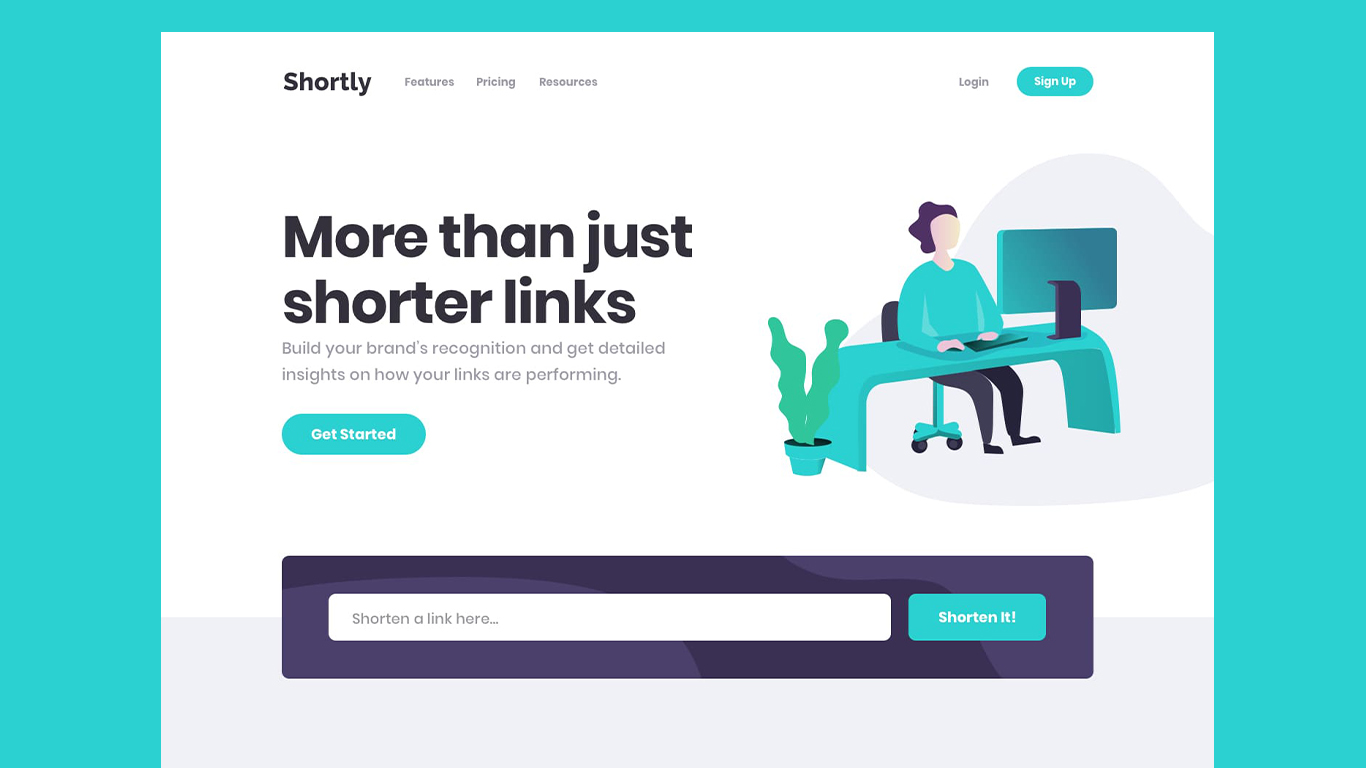 Shortly Features Pricing Resources Login Sign Up
More than just
shorter links
Build your brand's recognition and get detailed
insights on how your links are performing.
Get Started
Shorten a link here... Shorten It!